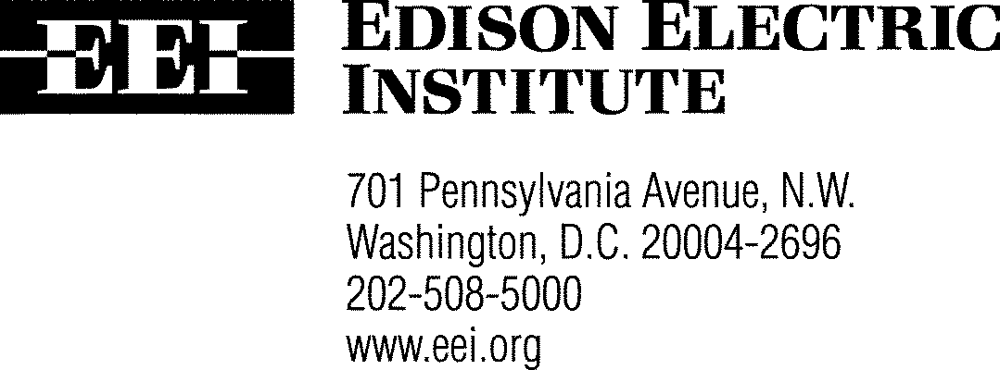 EEI
EDISON ELECTRIC
INSTITUTE
701 Pennsylvania Avenue, N.W.
Washington, D.C. 20004-2696
202-508-5000
www.eei.org